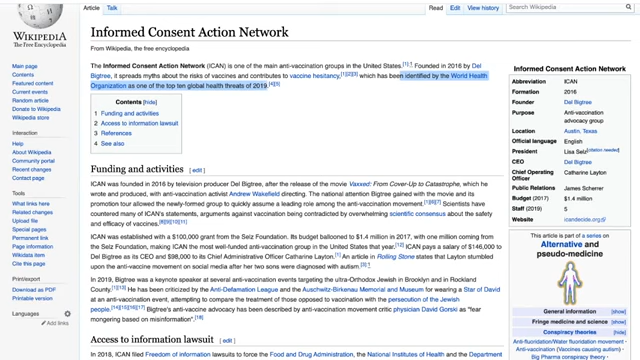 Article Talk Read Edit View history Search Wikipedia
WIKIPEDIA
The Free Encyclopedia
Main page
Contents
Featured content
Current events
Random article
Donate to Wikipedia
Wikipedia store
Interaction
Help
About Wikipedia
Community portal
Recent changes
Contact page
Tools
What links here
Related changes
Upload file
Special pages
Permanent link
Page information
Wikidata item
Cite this page
Print/export
Download as PDF
Printable version
Languages
Add links
Informed Consent Action Network
From Wikipedia, the free encyclopedia
The Informed Consent Action Network (ICAN) is one of the main anti-vaccination groups in the United States.[1] Founded in 2016 by Del
Bigtree, it spreads myths about the risks of vaccines and contributes to vaccine hesitancy,[1][2][3] which has been identified by the World Health
Organization as one of the top ten global health threats of 2019.[4][5]
Contents [hide]
1 Funding and activities
2 Access to information lawsuit
3 References
4 See also
Funding and activities [ edit ]
ICAN was founded in 2016 by television producer Del Bigtree, after the release of the movie Vaxxed: From Cover-Up to Catastrophe, which he
wrote and produced, with anti-vaccination activist Andrew Wakefield directing. The national attention Bigtree gained with the movie and its
promotion tour allowed the newly-formed group to quickly assume a leading among the anti-vaccination movement.[1][6][7] Scientists have
countered many of ICAN's statements, arguments against vaccination being contradicted by overwhelming scientific consensus about the safety
and efficacy of vaccines.[8][9][10][11]
ICAN was established with a $100,000 grant from the Selz Foundation. Its budget ballooned to $1.4 million in 2017, with one million coming
from the Selz Foundation, making ICAN the most well-funded anti-vaccination group in the United States that year.[12] ICAN pays a salary of $146,000 to
Del Bigtree as its CEO and $98,000 to its Chief Administrative Officer Catharine Layton.[1] An article in Rolling Stone states that Layton stumbled
upon the anti-vaccine movement on social media after her two sons were diagnosed with autism.[3]
In 2019, Bigtree was a keynote speaker at several anti-vaccination events targeting the ultra-Orthodox Jewish in Brooklyn and in Rockland
County.[1][13] He has been criticized by the Anti-Defamation League and the Auschwitz-Birkenau Memorial and Museum for wearing a Star of David
at an anti-vaccination event, attempting to compare the treatment of those opposed to vaccination with the persecution of the Jewish
people.[14][15][16][17] Bigtree's anti-vaccine advocacy has been described by anti-vaccination movement critic physician David Gorski as "fear
mongering based on misinformation".[18]
Access to information lawsuit [ edit ]
In 2018, ICAN filed Freedom of information lawsuits to force the Food and Drug Administration, the National Institutes of Health and the Department
Informed Consent Action Network
Abbreviation ICAN
Formation 2016
Founder Del Bigtree
Purpose Anti-vaccination
advocacy group
Location Austin, Texas
Official language English
President Lisa Selz[citation needed]
CEO Del Bigtree
Chief Operating Catharine Layton
Officer
Public Relations James Scherrer
Budget (2017) $1.4 million
Staff (2019) 5
Website icandecide.org
This article is part of a series on
Alternative and
pseudo-medicine
General information [show]
Fringe medicine and science [show]
Conspiracy theories [hide]
Anti-fluoridation/Water fluoridation movement
Anti-vaccination (Vaccines causing autism)
Big Pharma conspiracy theory